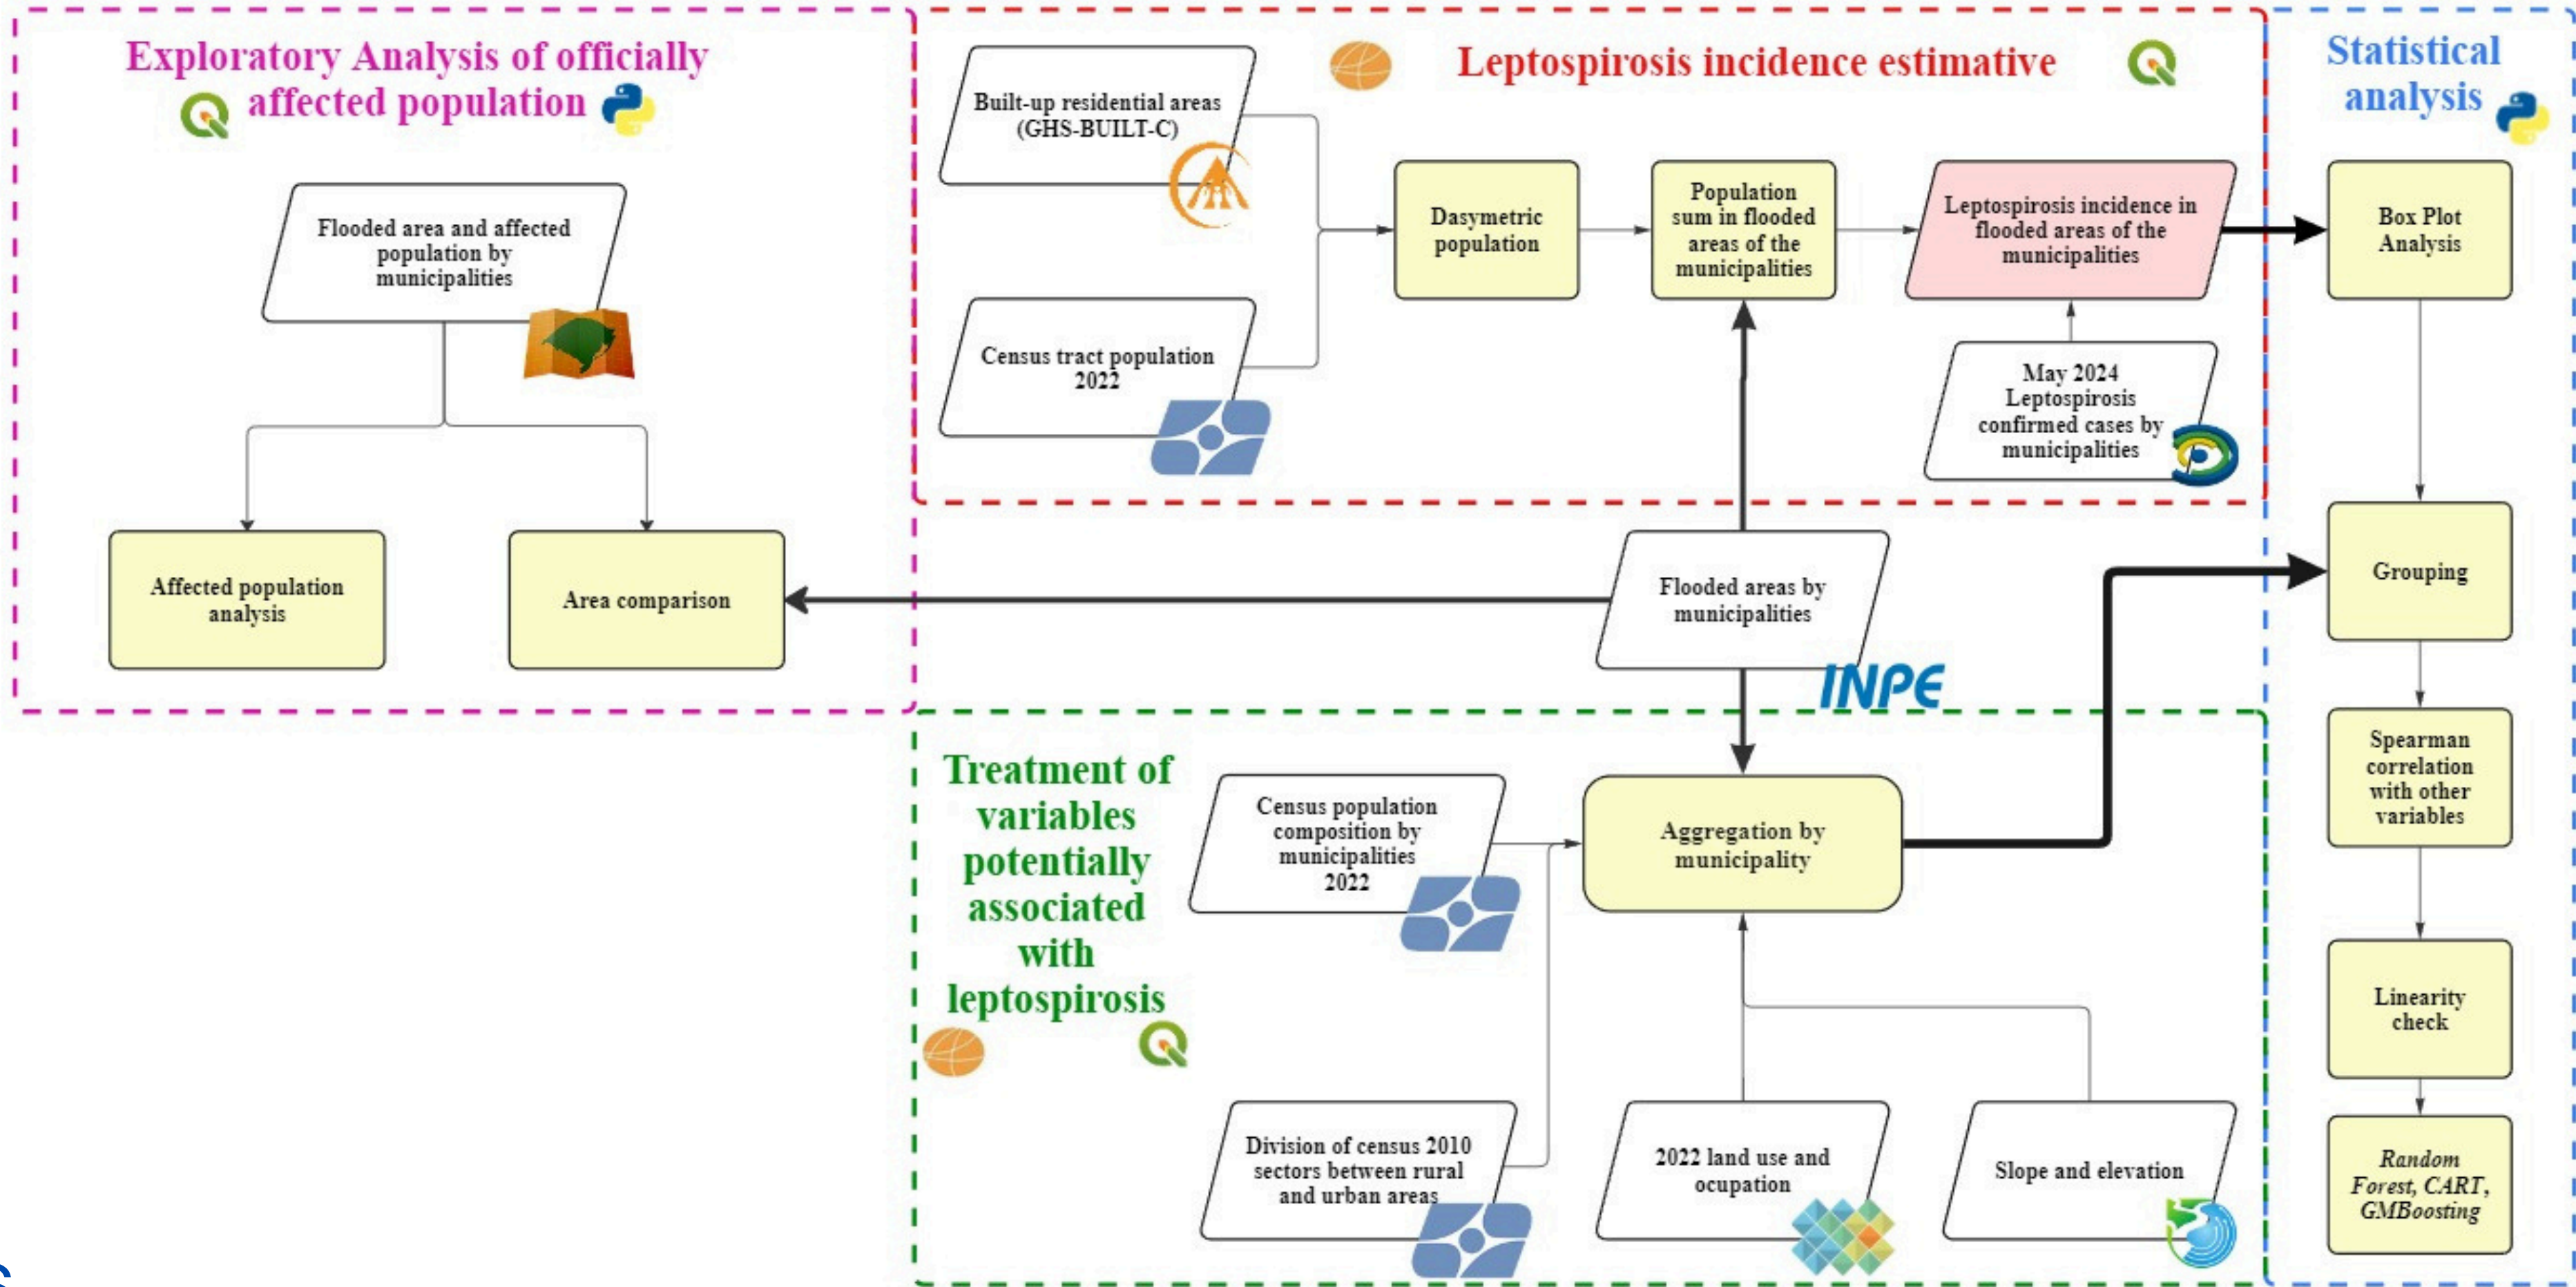 Exploratory Analysis of officially
affected population
Flooded area and affected
population by
municipalities
Affected population
analysis
Area comparison
Leptospirosis incidence estimative
Built-up residential areas
(GHS-BUILT-C)
Census tract population
2022
Dasymetric
population
Population
sum in flooded
areas of the
municipalities
Leptospirosis incidence in
flooded areas of the
municipalities
May 2024
Leptospirosis
confirmed cases by
municipalities
Flooded areas by
municipalities
INPE
Treatment of
variables
potentially
associated
with
leptospirosis
Census population
composition by
municipalities
2022
Aggregation by
municipality
Division of census 2010
sectors between rural
and urban areas
2022 land use and
ocupation
Slope and elevation
Statistical
analysis
Box Plot
Analysis
Grouping
Spearman
correlation
with other
variables
Linearity
check
Random
Forest, CART,
GMBoosting